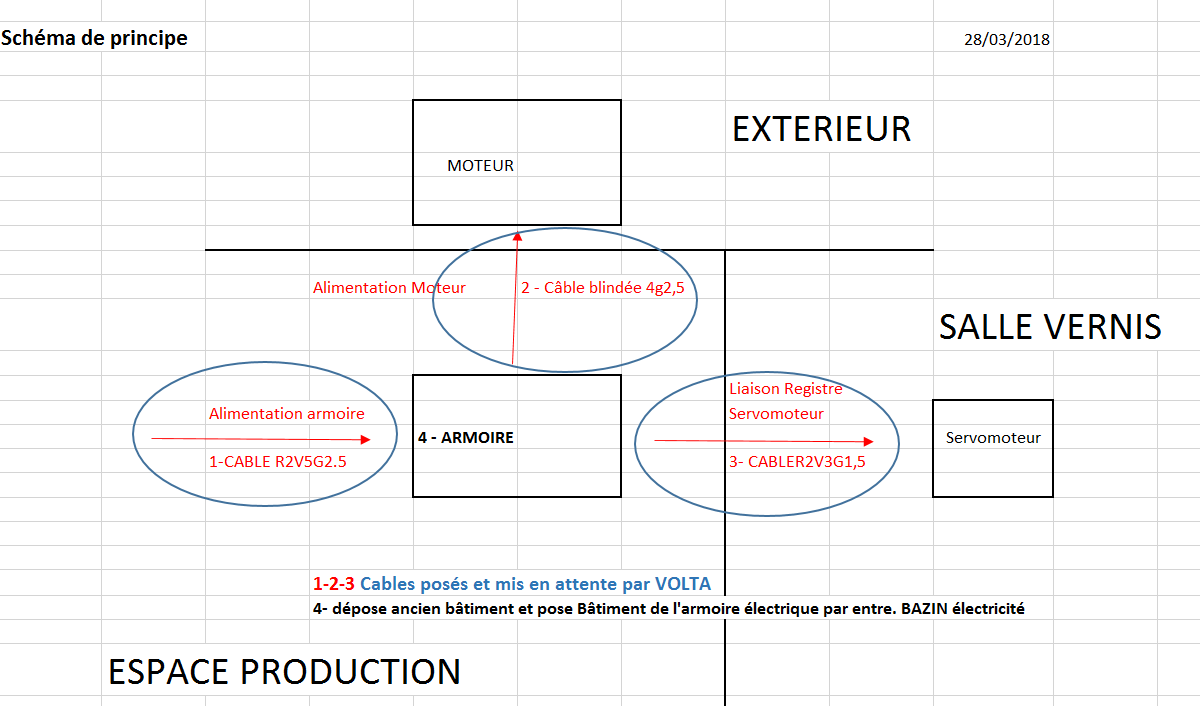 Schéma de principe
28/03/2018
EXTERIEUR
MOTEUR
Alimentation Moteur
2 - Câble blindée 4g2,5
SALLE VERNIS
Liaison Registre
Servomoteur
Alimentation armoire
4 - ARMOIRE
Servomoteur
1-CABLE R2V5G2.5
3- CABLER2V3G1,5
1-2-3 Cables posés et mis en attente par VOLTA
4- dépose ancien bâtiment et pose Bâtiment de l'armoire électrique par entre. BAZIN électricité
ESPACE PRODUCTION